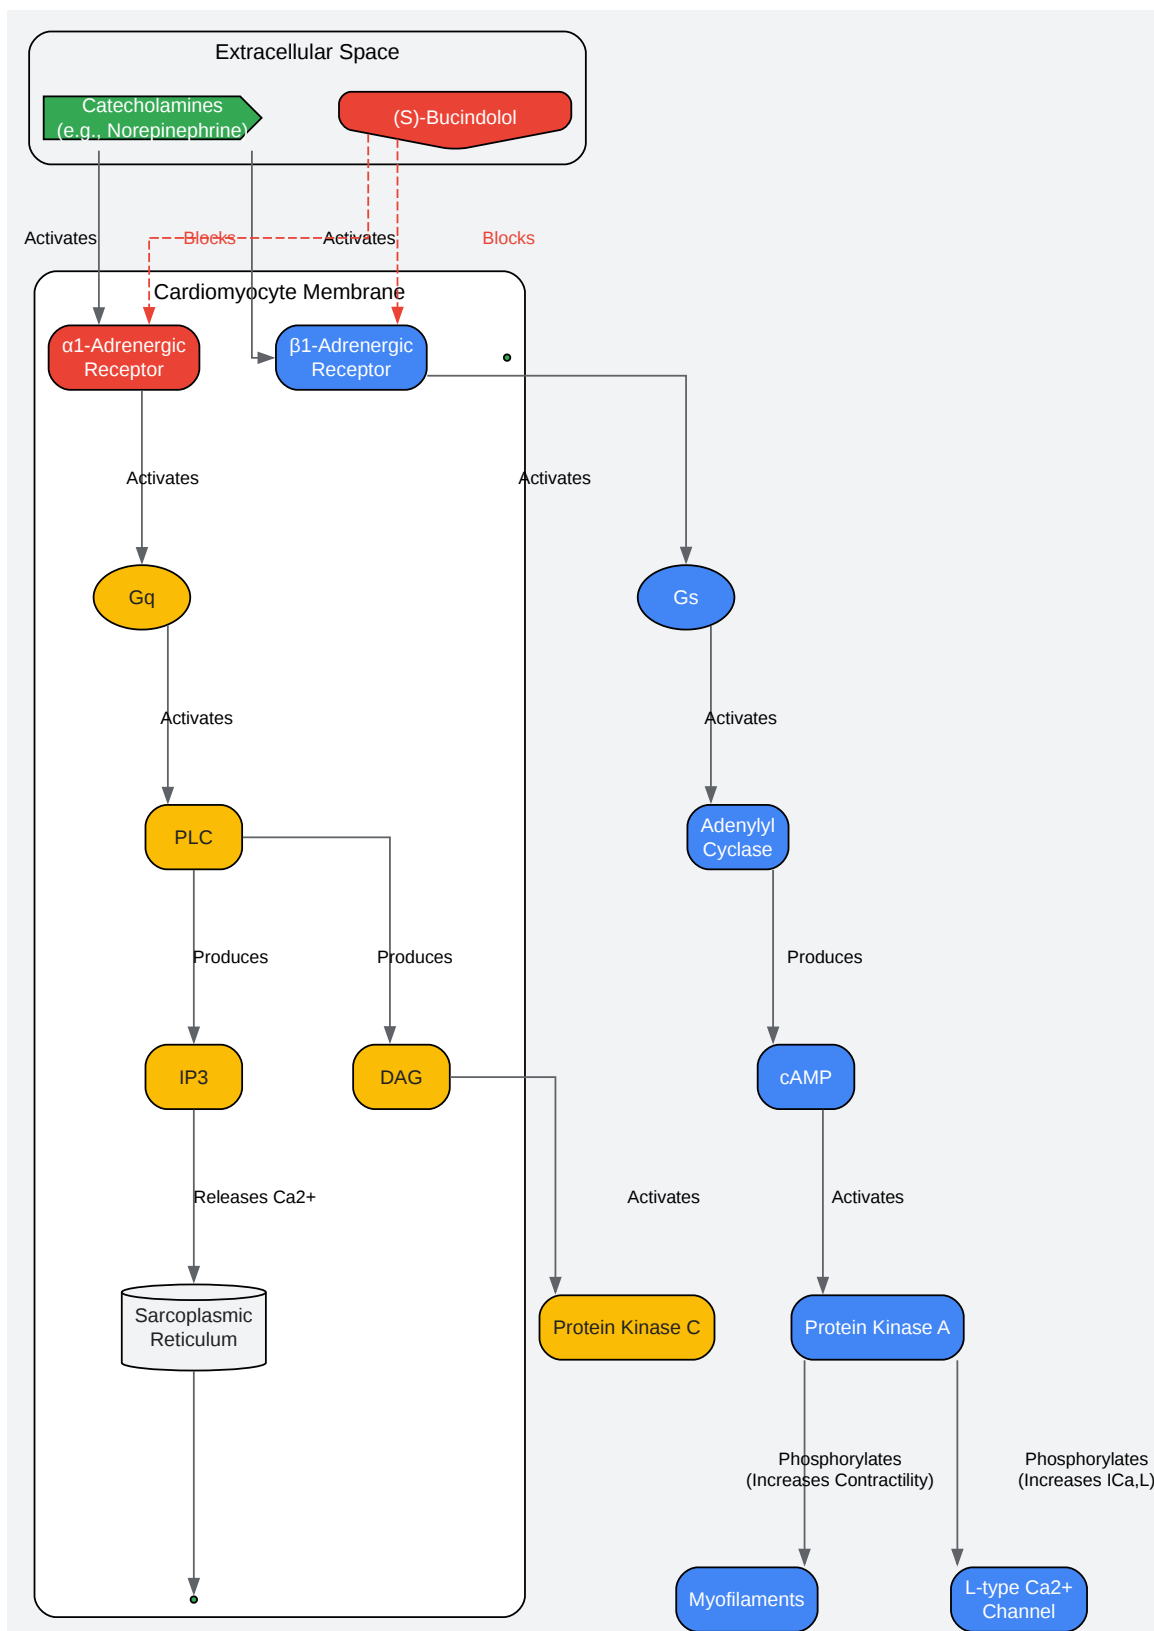 Extracellular Space
Catecholamines
(e.g., Norepinephrine)
(S)-Bucindolol
Activates
Blocks
Activates
Blocks
Cardiomyocyte Membrane
α1-Adrenergic
Receptor
β1-Adrenergic
Receptor
Activates
Activates
Gq
Gs
Activates
Activates
PLC
Adenylyl
Cyclase
Produces
Produces
Produces
IP3
DAG
cAMP
Releases Ca2+
Activates
Activates
Sarcoplasmic
Reticulum
Protein Kinase C
Protein Kinase A
Phosphorylates
(Increases Contractility)
Phosphorylates
(Increases ICa,L)
Myofilaments
L-type Ca2+
Channel